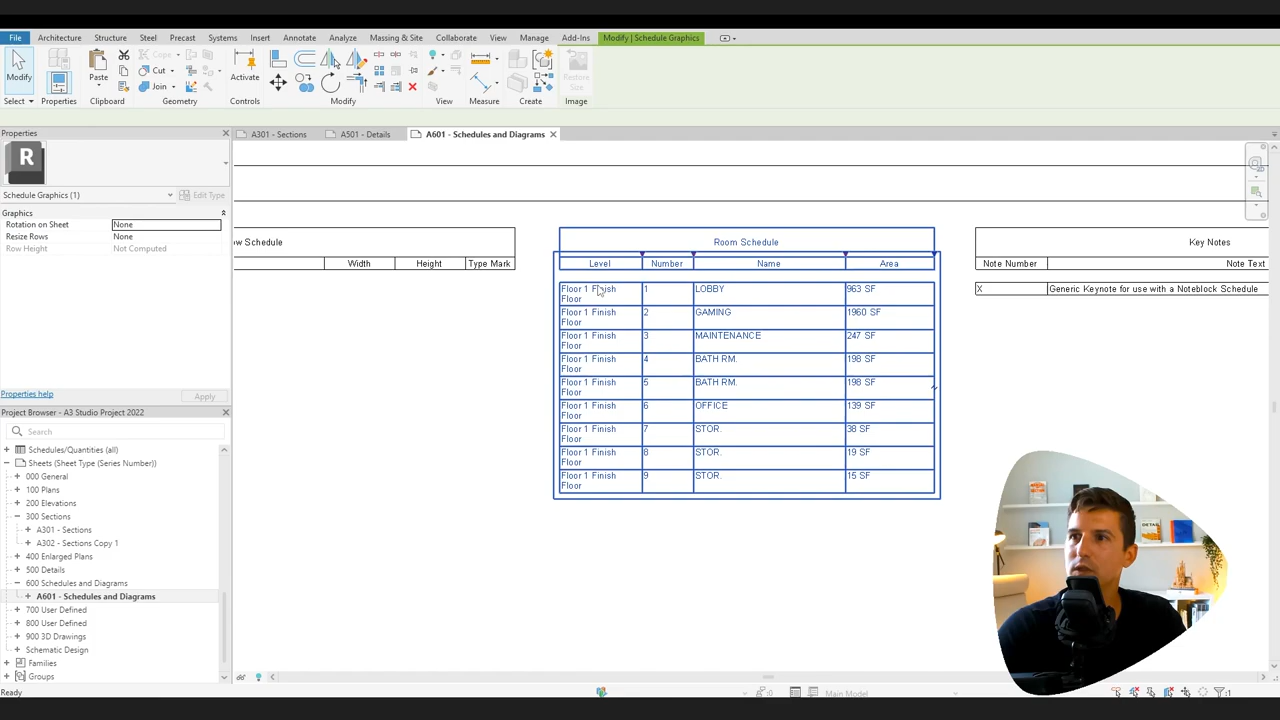 File Architecture Structure Steel Precast Systems Insert Annotate Analyze Massing & Site Collaborate View Manage Add-Ins Modify | Schedule Graphics
Modify
Properties
Paste
Copy
Cut
Join
Activate
Restore Size
Select Properties Clipboard Geometry Controls Modify View Measure Create Image
Properties
A301 - Sections A501 - Details A601 - Schedules and Diagrams
R
Schedule Graphics (1) Edit Type
Graphics
Rotation on Sheet None
Resize Rows None
Row Height Not Computed
Properties help Apply
Project Browser - A3 Studio Project 2022
Search
Schedules/Quantities (all)
Sheets (Sheet Type (Series Number))
000 General
100 Plans
200 Elevations
300 Sections
A301 - Sections
A302 - Sections Copy 1
400 Enlarged Plans
500 Details
600 Schedules and Diagrams
A601 - Schedules and Diagrams
700 User Defined
800 User Defined
900 3D Drawings
Schematic Design
Families
Groups
Ready
ow Schedule
Width Height Type Mark
Room Schedule
Level Number Name Area
Floor 1 Finish Floor 1 LOBBY 963 SF
Floor 1 Finish Floor 2 GAMING 1960 SF
Floor 1 Finish Floor 3 MAINTENANCE 247 SF
Floor 1 Finish Floor 4 BATH RM. 198 SF
Floor 1 Finish Floor 5 BATH RM. 198 SF
Floor 1 Finish Floor 6 OFFICE 139 SF
Floor 1 Finish Floor 7 STOR. 38 SF
Floor 1 Finish Floor 8 STOR. 19 SF
Floor 1 Finish Floor 9 STOR. 15 SF
Key Notes
Note Number Note Text
X Generic Keynote for use with a Noteblock Schedule
:0 Main Model :1